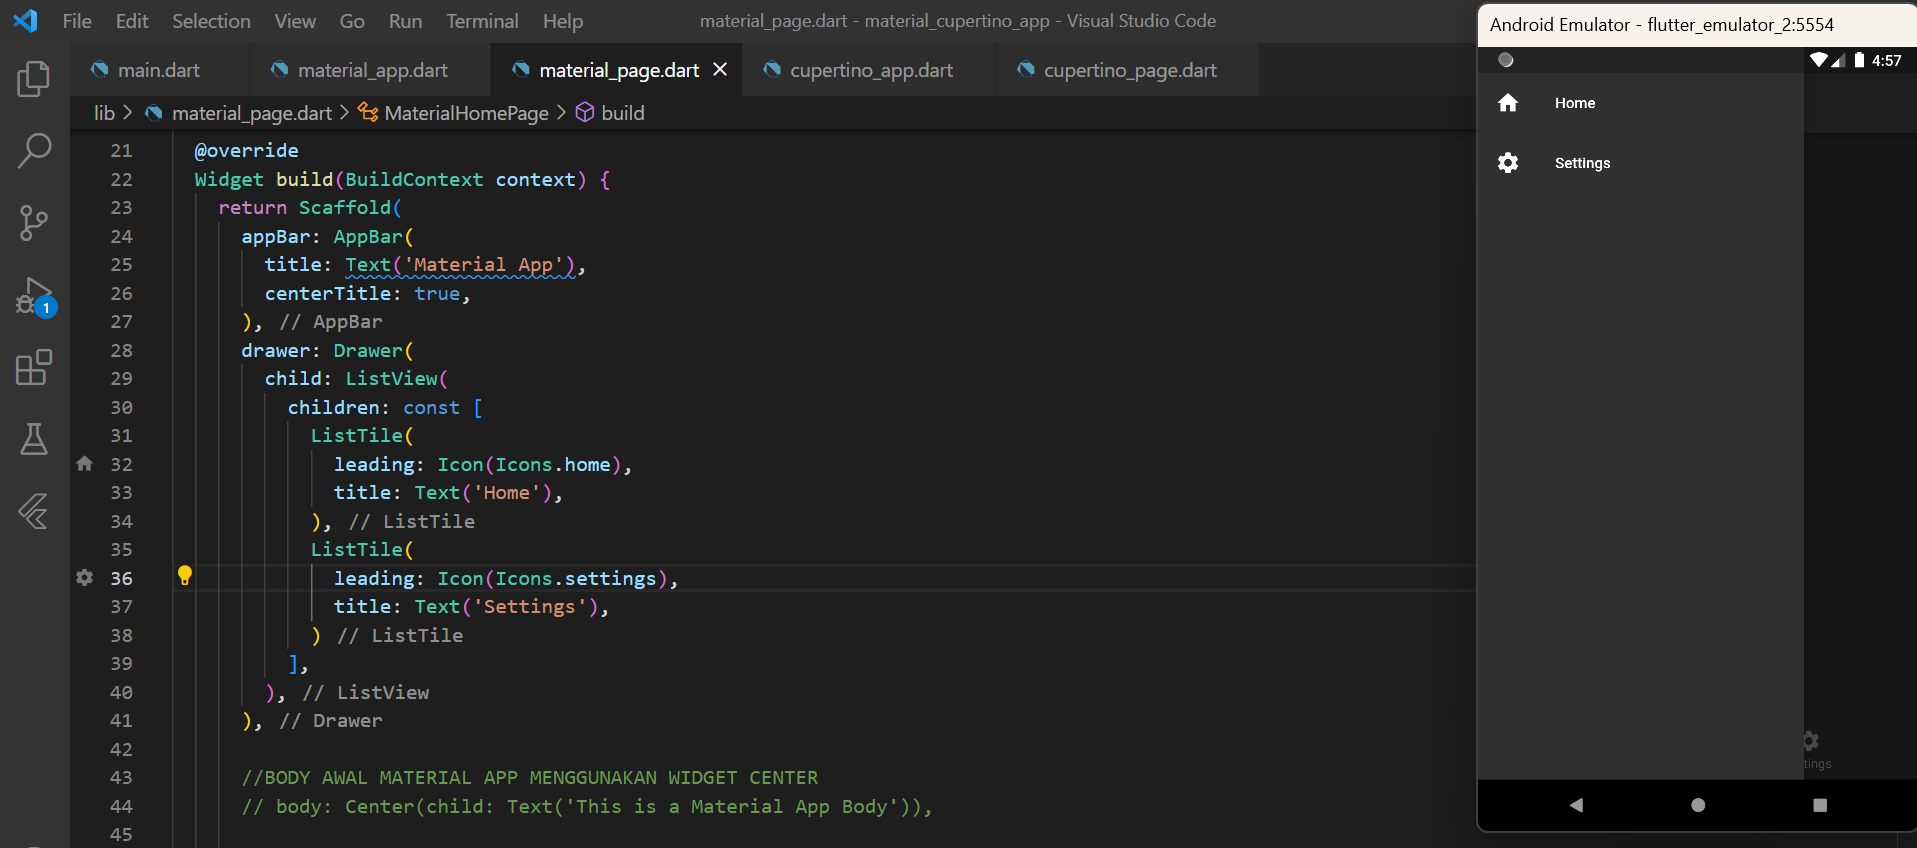 File Edit Selection View Go Run Terminal Help
material_page.dart - material_cupertino_app - Visual Studio Code
main.dart
material_app.dart
material_page.dart
cupertino_app.dart
cupertino_page.dart
lib > material_page.dart > MaterialHomePage > build
21 @override
22 Widget build(BuildContext context) {
23 return Scaffold(
24 appBar: AppBar(
25 title: Text('Material App'),
26 centerTitle: true,
27 ), // AppBar
28 drawer: Drawer(
29 child: ListView(
30 children: const [
31 ListTile(
32 leading: Icon(Icons.home),
33 title: Text('Home'),
34 ), // ListTile
35 ListTile(
36 leading: Icon(Icons.settings),
37 title: Text('Settings'),
38 ) // ListTile
39 ],
40 ), // ListView
41 ), // Drawer
42
43 //BODY AWAL MATERIAL APP MENGGUNAKAN WIDGET CENTER
44 // body: Center(child: Text('This is a Material App Body')),
45
1
Android Emulator - flutter_emulator_2:5554
4:57
Home
Settings
tings